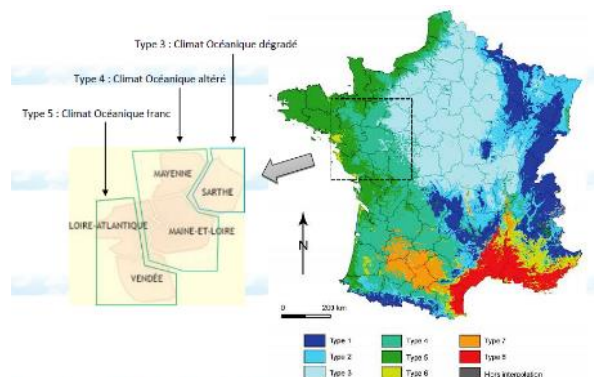 Type 3 : Climat Océanique dégradé
Type 4 : Climat Océanique altéré
Type 5 : Climat Océanique franc
MAYENNE
SARTHE
LOIRE-ATLANTIQUE
MAINE-ET-LOIRE
VENDÉE
N
0 200 km
Type 1 Type 4 Type 7
Type 2 Type 5 Type 8
Type 3 Type 6 Hors interpolation